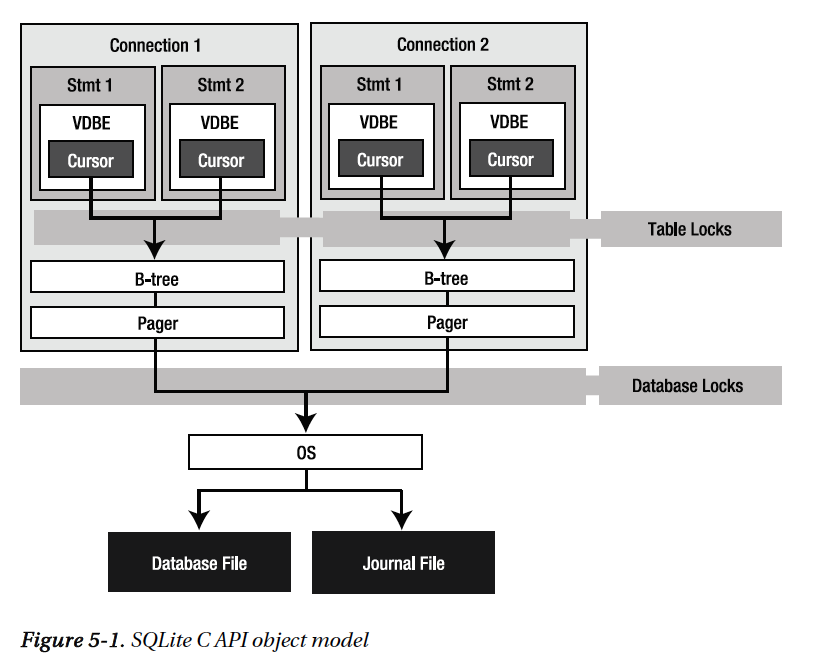 Connection 1
Connection 2
Stmt 1
Stmt 2
Stmt 1
Stmt 2
VDBE
VDBE
VDBE
VDBE
Cursor
Cursor
Cursor
Cursor
Table Locks
B-tree
B-tree
Pager
Pager
Database Locks
OS
Database File
Journal File
Figure 5-1. SQLite C API object model